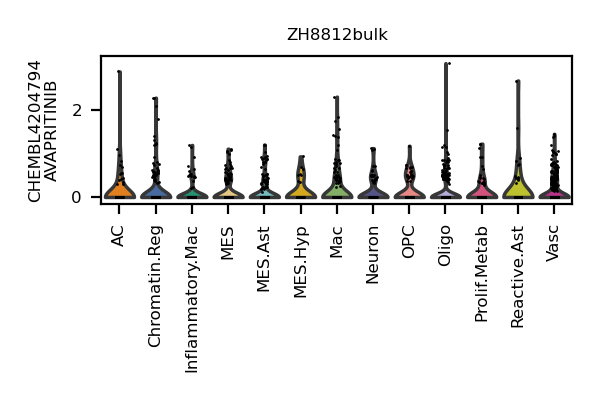 ZH8812bulk
CHEMBL4204794
AVAPRITINIB
2
0
AC
Chromatin.Reg
Inflammatory.Mac
MES
MES.Ast
MES.Hyp
Mac
Neuron
OPC
Oligo
Prolif.Metab
Reactive.Ast
Vasc